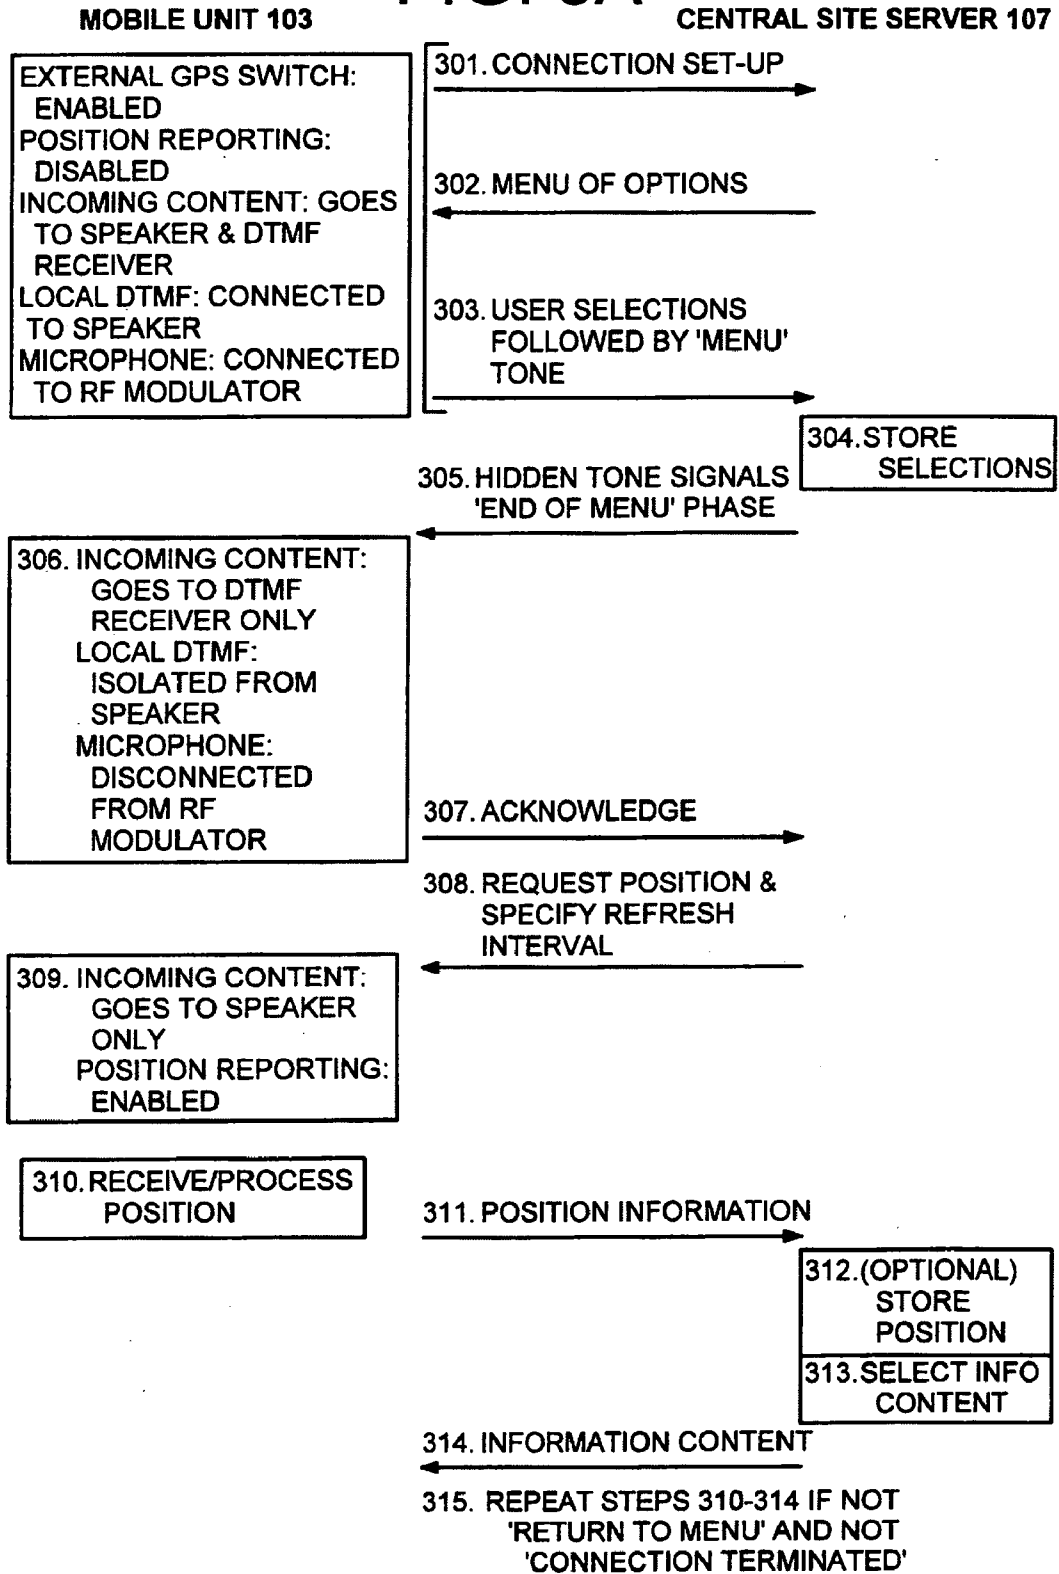 MOBILE UNIT 103
CENTRAL SITE SERVER 107
EXTERNAL GPS SWITCH:
ENABLED
POSITION REPORTING:
DISABLED
INCOMING CONTENT: GOES
TO SPEAKER & DTMF
RECEIVER
LOCAL DTMF: CONNECTED
TO SPEAKER
MICROPHONE: CONNECTED
TO RF MODULATOR
301. CONNECTION SET-UP
302. MENU OF OPTIONS
303. USER SELECTIONS
FOLLOWED BY 'MENU'
TONE
304. STORE
SELECTIONS
305. HIDDEN TONE SIGNALS
'END OF MENU' PHASE
306. INCOMING CONTENT:
GOES TO DTMF
RECEIVER ONLY
LOCAL DTMF:
ISOLATED FROM
SPEAKER
MICROPHONE:
DISCONNECTED
FROM RF
MODULATOR
307. ACKNOWLEDGE
308. REQUEST POSITION &
SPECIFY REFRESH
INTERVAL
309. INCOMING CONTENT:
GOES TO SPEAKER
ONLY
POSITION REPORTING:
ENABLED
310. RECEIVE/PROCESS
POSITION
311. POSITION INFORMATION
312. (OPTIONAL)
STORE
POSITION
313. SELECT INFO
CONTENT
314. INFORMATION CONTENT
315. REPEAT STEPS 310-314 IF NOT
'RETURN TO MENU' AND NOT
'CONNECTION TERMINATED'